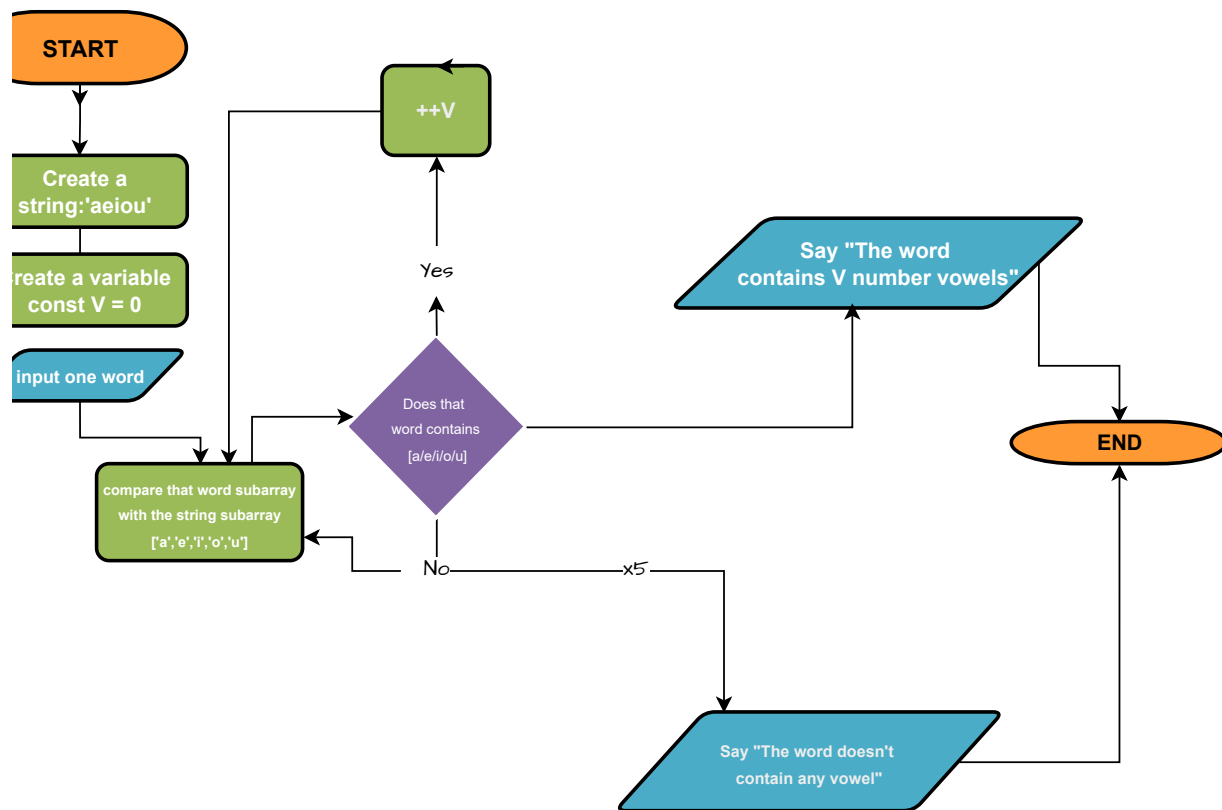 START
++V
Create a
string:'aeiou'
Create a variable
const V = 0
input one word
Yes
Say "The word
contains V number vowels"
Does that
word contains
[a/e/i/o/u]
END
compare that word subarray
with the string subarray
['a','e','i','o','u']
No
x5
Say "The word doesn't
contain any vowel"